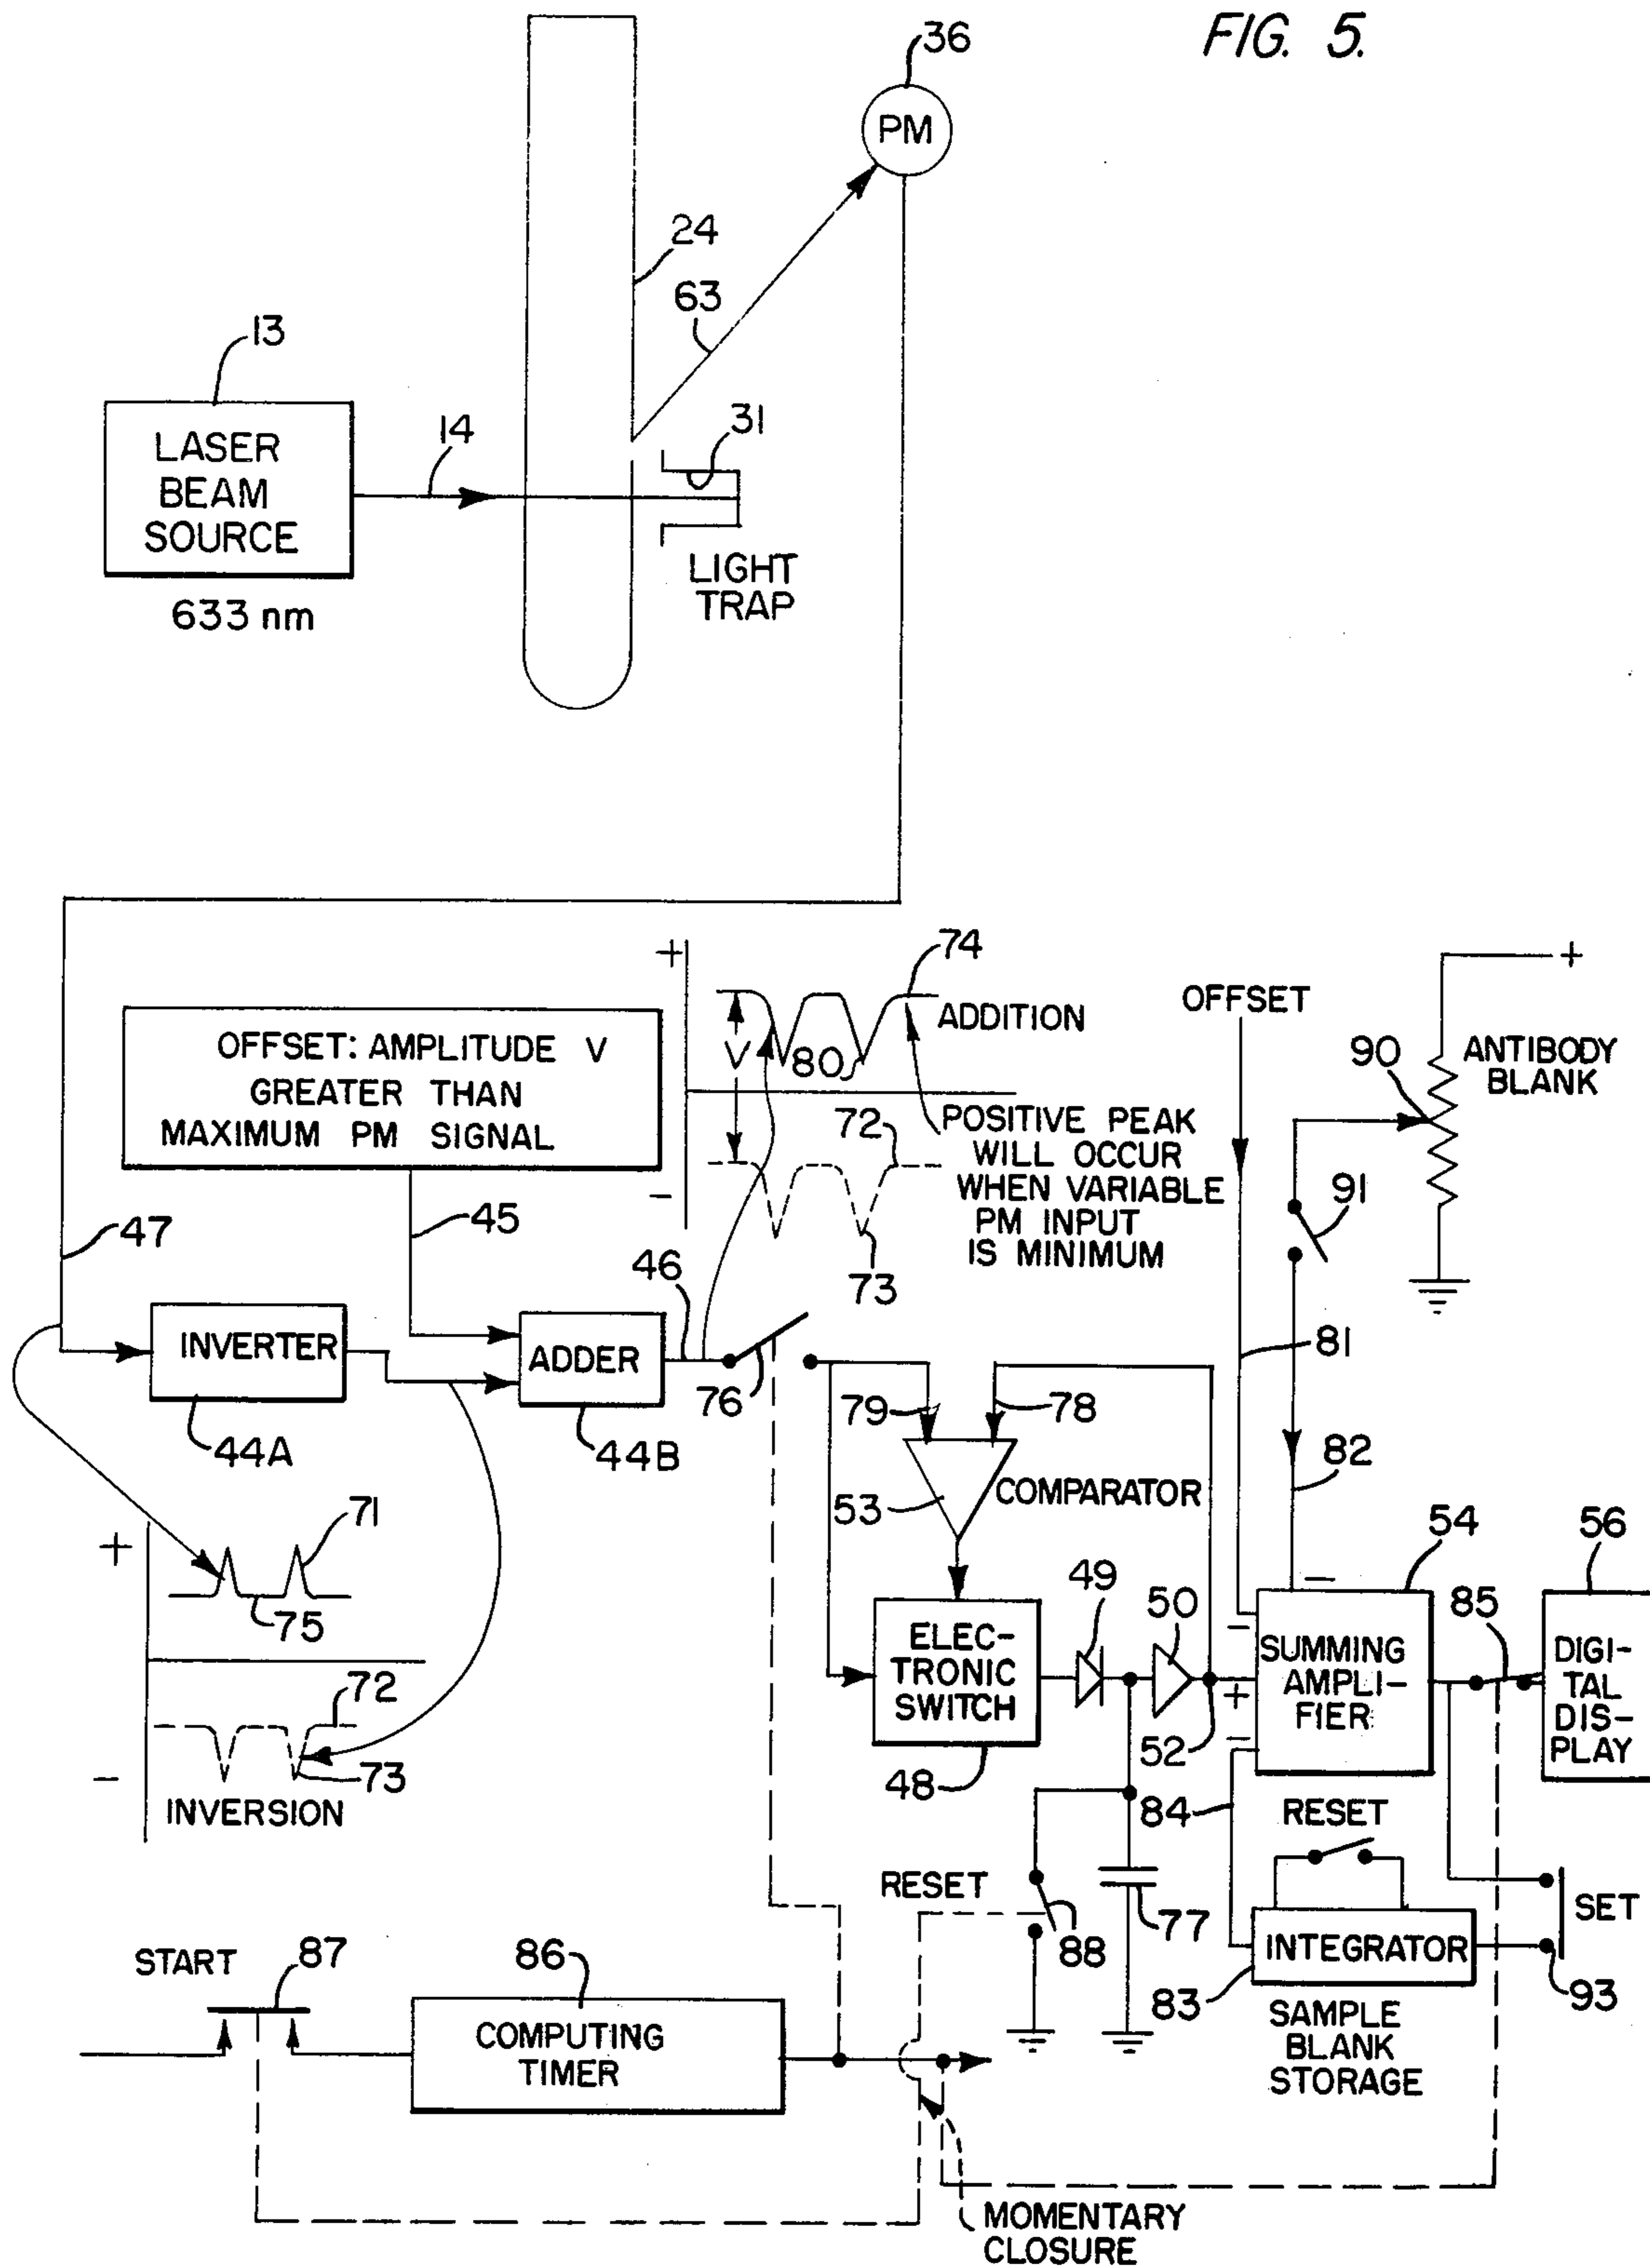 FIG. 5.
36
PM
24
63
13
LASER
BEAM
SOURCE
14
31
LIGHT
TRAP
633 nm
+
74
ADDITION
V
80
OFFSET: AMPLITUDE V
GREATER THAN
MAXIMUM PM SIGNAL
OFFSET
+
90
ANTIBODY
BLANK
72
POSITIVE PEAK
WILL OCCUR
WHEN VARIABLE
PM INPUT
IS MINIMUM
−
73
91
47
45
46
INVERTER
44A
ADDER
44B
76
79
78
81
82
53
COMPARATOR
+
71
75
72
73
−
INVERSION
ELEC-
TRONIC
SWITCH
48
49
50
52
−
−
+
−
54
SUMMING
AMPLI-
FIER
85
56
DIGI-
TAL
DIS-
PLAY
84
RESET
RESET
88
77
INTEGRATOR
83
SAMPLE
BLANK
STORAGE
SET
93
START
87
86
COMPUTING
TIMER
MOMENTARY
CLOSURE